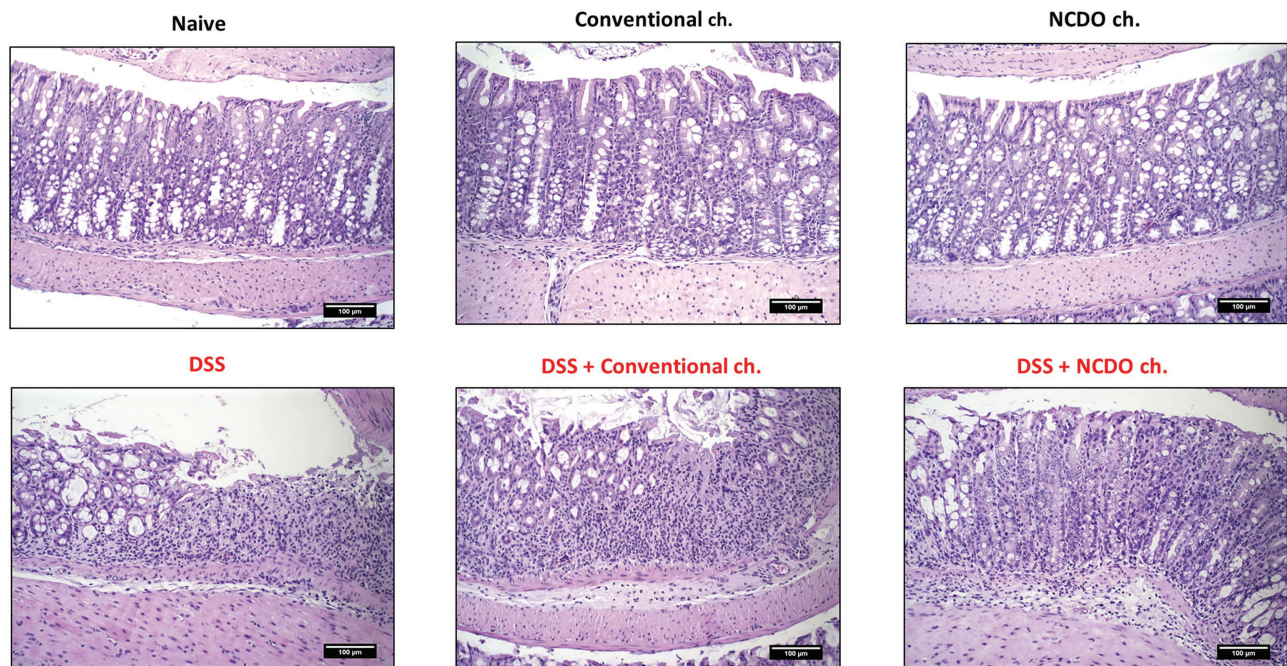 Naive
Conventional ch.
NCDO ch.
100 µm
100 µm
100 µm
DSS
DSS + Conventional ch.
DSS + NCDO ch.
100 µm
100 µm
100 µm